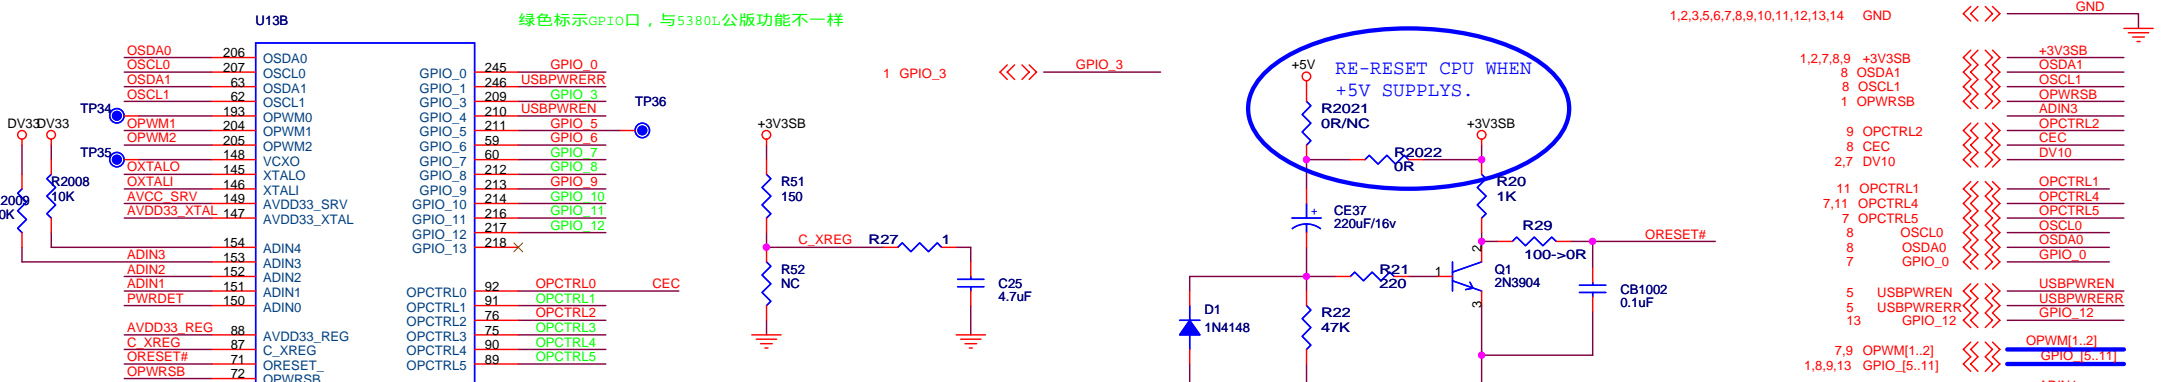 U13B
绿色标示GPIO口，与5380L公版功能不一样
OSDA0 206 OSDA0
OSCL0 207 OSCL0
OSDA1 63 OSDA1
OSCL1 62 OSCL1
TP34 193 OPWM0
OPWM1 204 OPWM1
OPWM2 205 OPWM2
TP35 148 VCXO
OXTALO 145 XTALO
OXTALI 146 XTALI
AVCC_SRV 149 AVDD33_SRV
AVDD33_XTAL 147 AVDD33_XTAL
154 ADIN4
ADIN3 153 ADIN3
ADIN2 152 ADIN2
ADIN1 151 ADIN1
PWRDET 150 ADIN0
AVDD33_REG 88 AVDD33_REG
C_XREG 87 C_XREG
ORESET# 71 ORESET_
OPWRSB 72 OPWRSB
DV33 DV33
R2008
10K
2009
0K
GPIO_0 245 GPIO_0
GPIO_1 246 USBPWRERR
GPIO_3 209 GPIO_3
GPIO_4 210 USBPWREN
GPIO_5 211 GPIO_5
TP36
GPIO_6 59 GPIO_6
GPIO_7 60 GPIO_7
GPIO_8 212 GPIO_8
GPIO_9 213 GPIO_9
GPIO_10 214 GPIO_10
GPIO_11 216 GPIO_11
GPIO_12 217 GPIO_12
GPIO_13 218
OPCTRL0 92 OPCTRL0 CEC
OPCTRL1 91 OPCTRL1
OPCTRL2 76 OPCTRL2
OPCTRL3 75 OPCTRL3
OPCTRL4 90 OPCTRL4
OPCTRL5 89 OPCTRL5
1 GPIO_3 GPIO_3
+3V3SB
R51
150
C_XREG R27 1
R52
NC
C25
4.7uF
+5V RE-RESET CPU WHEN
+5V SUPPLYS.
R2021
0R/NC
+3V3SB
R2022
0R
R20
1K
CE37
+
220uF/16v
R29
100->0R
ORESET#
R21
220
1
2
3
Q1
2N3904
CB1002
0.1uF
D1
1N4148
R22
47K
1,2,3,5,6,7,8,9,10,11,12,13,14 GND GND
1,2,7,8,9 +3V3SB +3V3SB
8 OSDA1 OSDA1
8 OSCL1 OSCL1
1 OPWRSB OPWRSB
ADIN3
9 OPCTRL2 OPCTRL2
8 CEC CEC
2,7 DV10 DV10
11 OPCTRL1 OPCTRL1
7,11 OPCTRL4 OPCTRL4
7 OPCTRL5 OPCTRL5
8 OSCL0 OSCL0
8 OSDA0 OSDA0
7 GPIO_0 GPIO_0
5 USBPWREN USBPWREN
5 USBPWRERR USBPWRERR
13 GPIO_12 GPIO_12
7,9 OPWM[1..2] OPWM[1..2]
1,8,9,13 GPIO_[5..11] GPIO_[5..11]